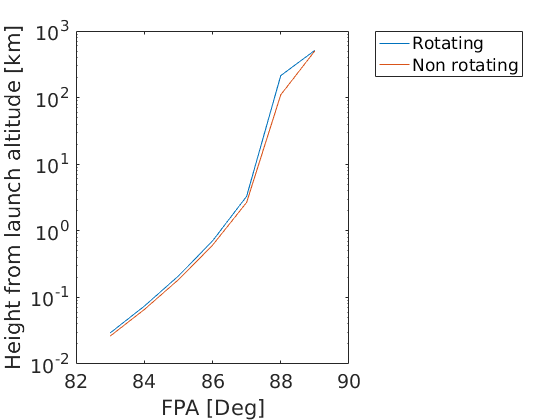 Height from launch altitude [km]
10^3
10^2
10^1
10^0
10^-1
10^-2
82 84 86 88 90
FPA [Deg]
Rotating
Non rotating